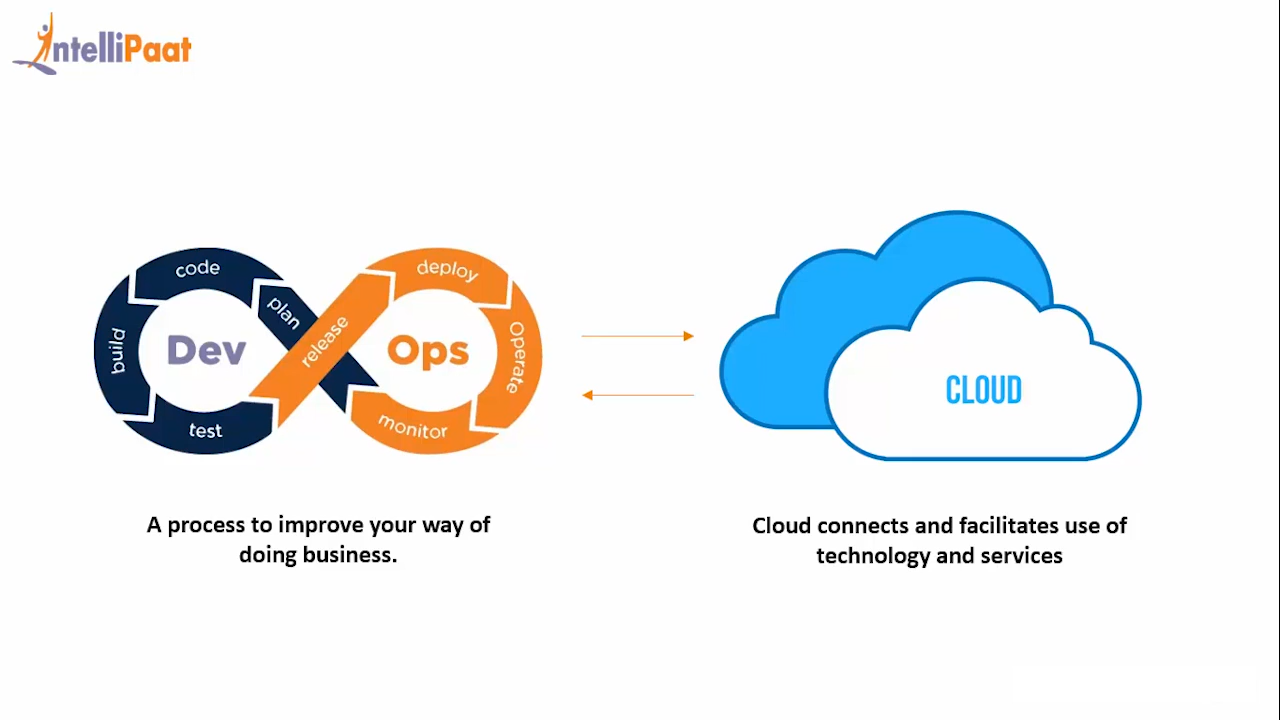 IntelliPaat
code
plan
build
Dev
test
release
deploy
Ops
Operate
monitor
CLOUD
A process to improve your way of
doing business.
Cloud connects and facilitates use of
technology and services